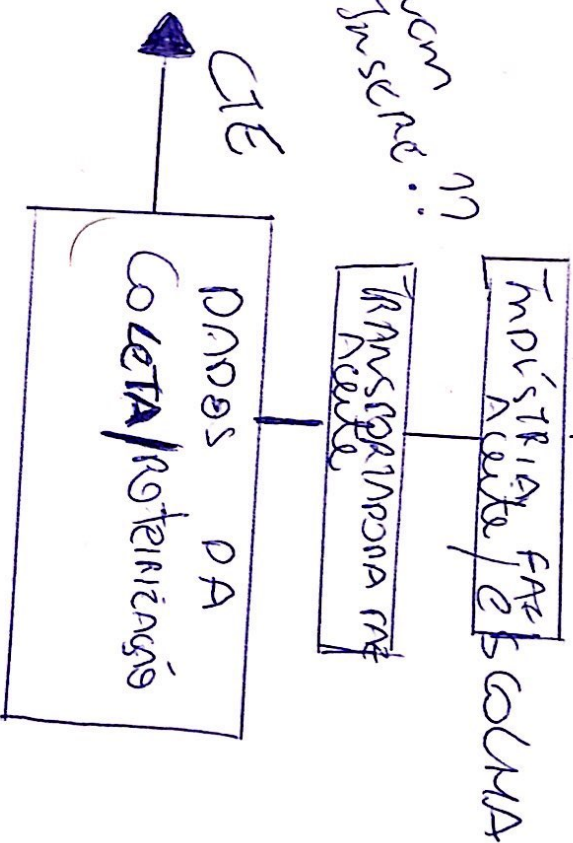 INDÚSTRIA FAZ
Aceite / ESCOLHA
TRANSPORTADORA FAZ
Aceite
Insere??
DADOS DA
COLETA/ROTEIRIZAÇÃO
CTE